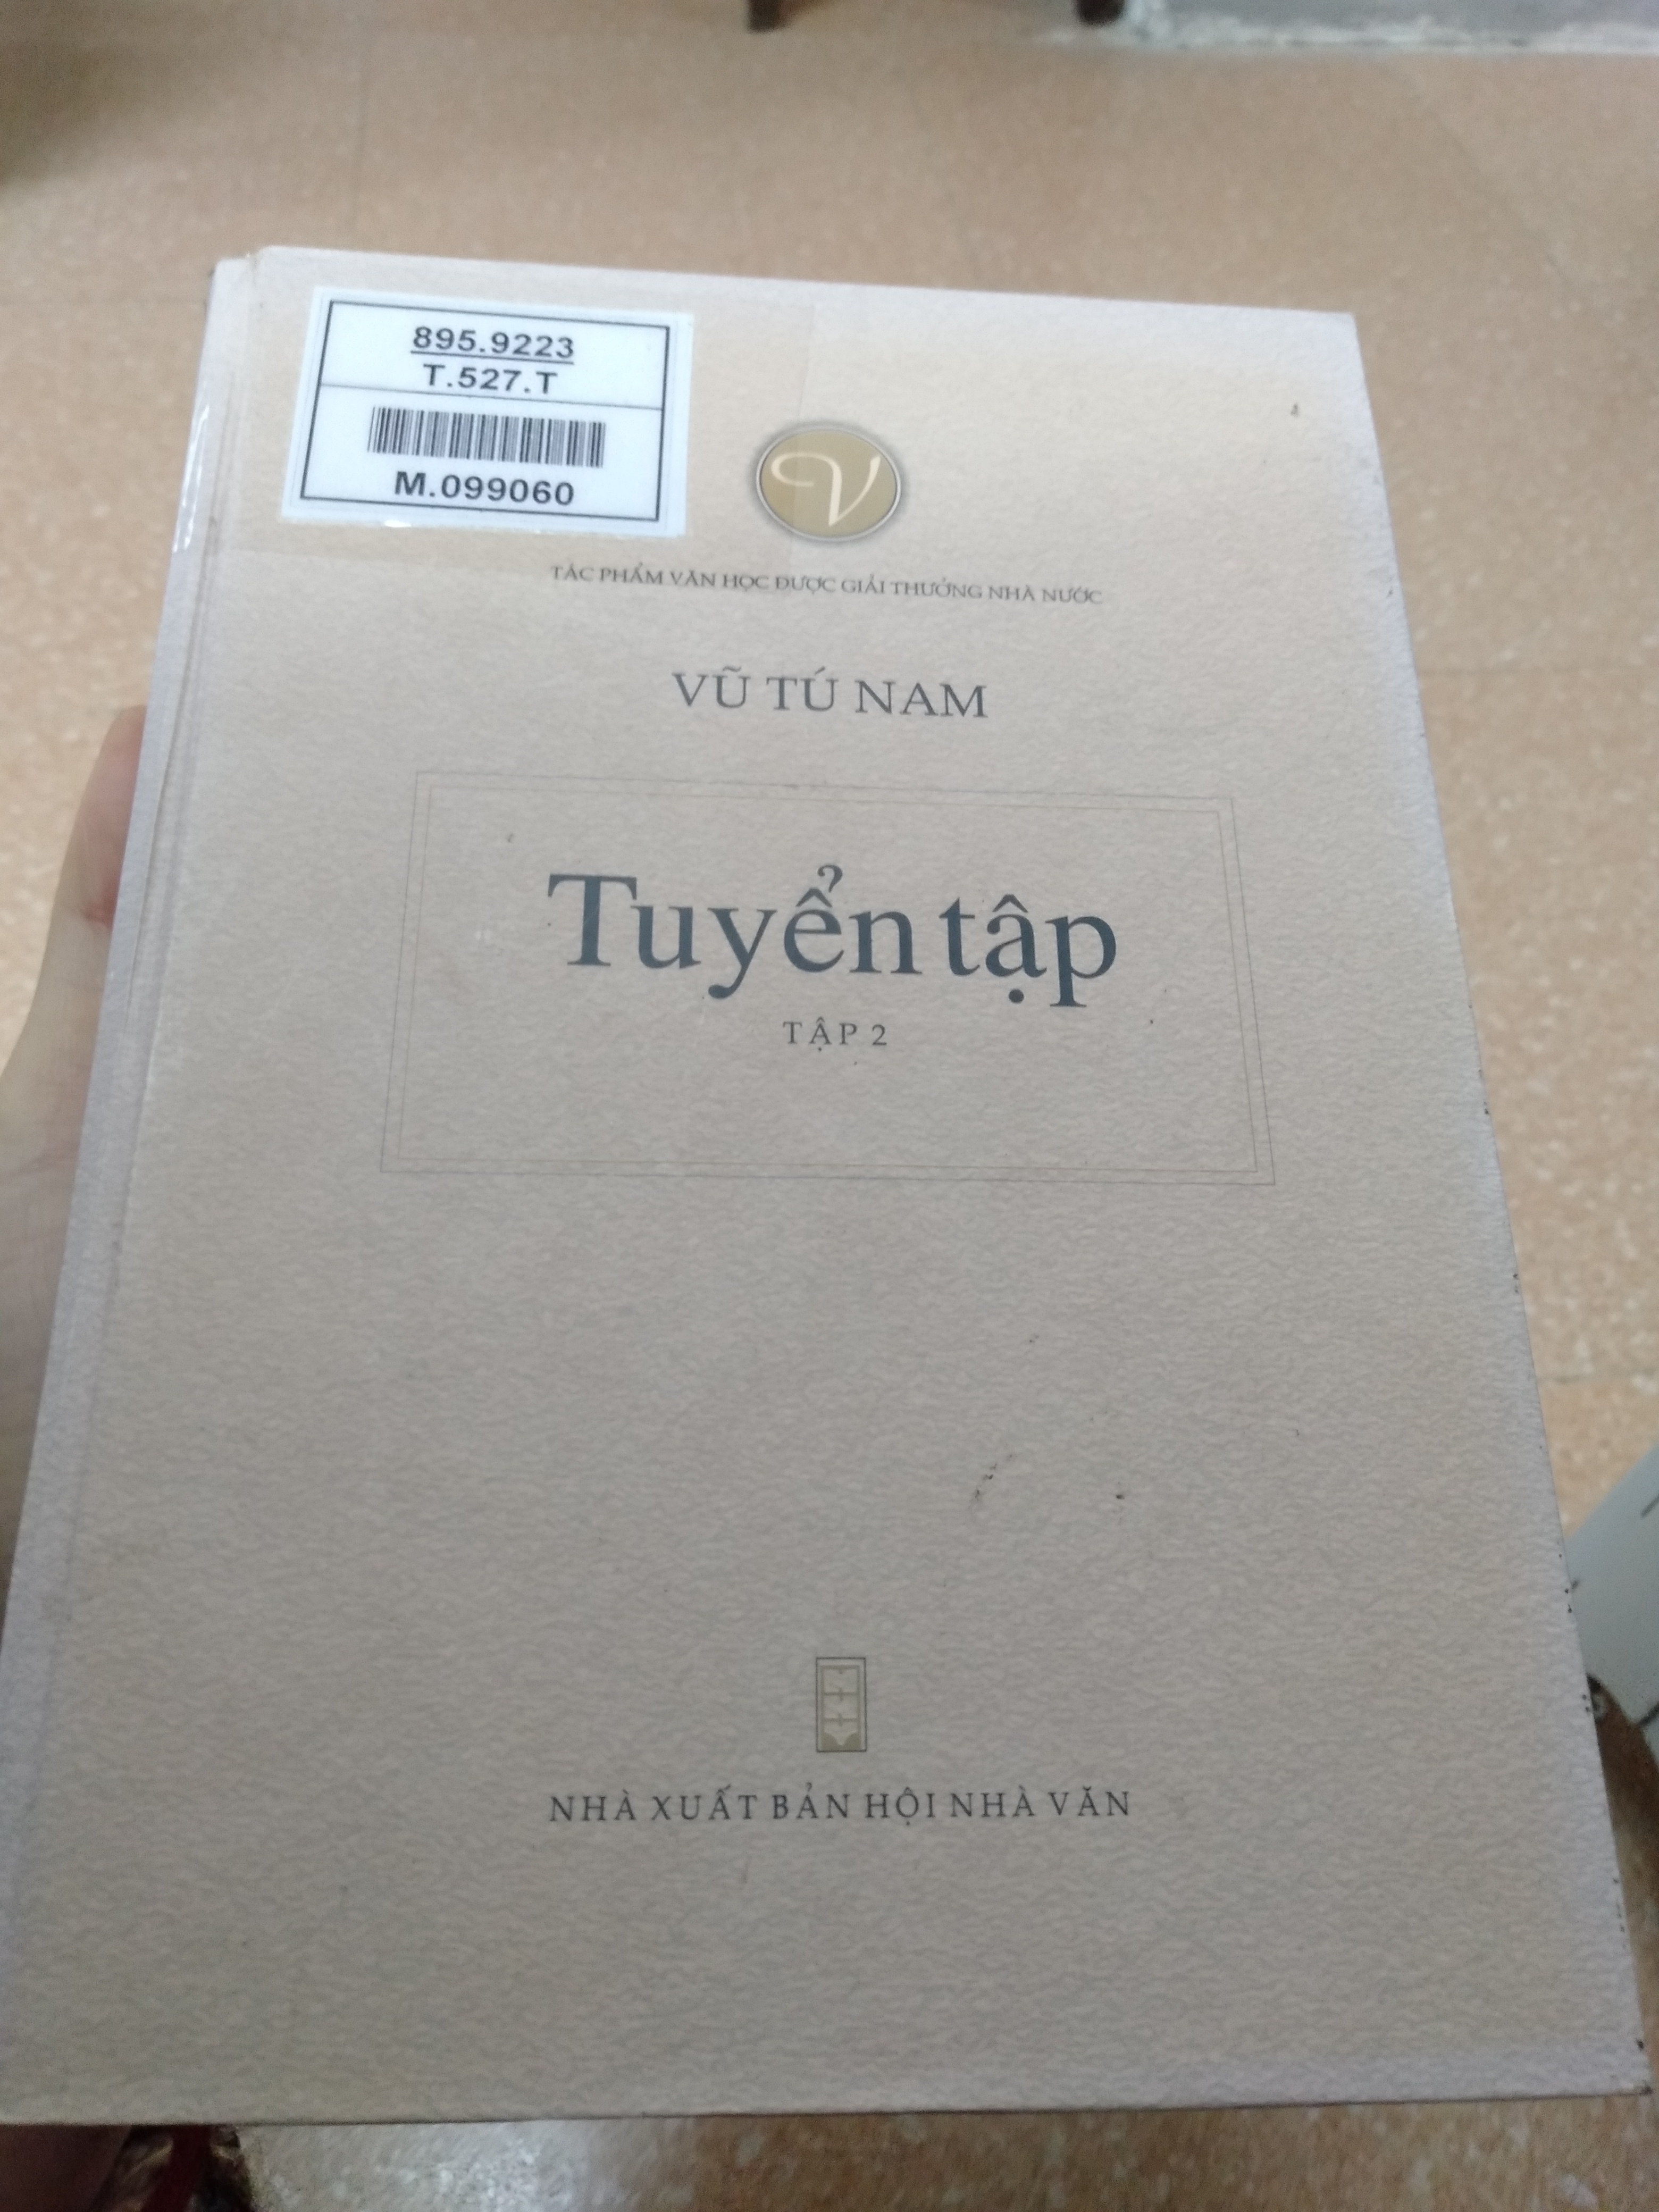 895.9223
T.527.T
M.099060
V
TÁC PHẨM VĂN HỌC ĐƯỢC GIẢI THƯỞNG NHÀ NƯỚC
VŨ TÚ NAM
Tuyển tập
TẬP 2
NHÀ XUẤT BẢN HỘI NHÀ VĂN